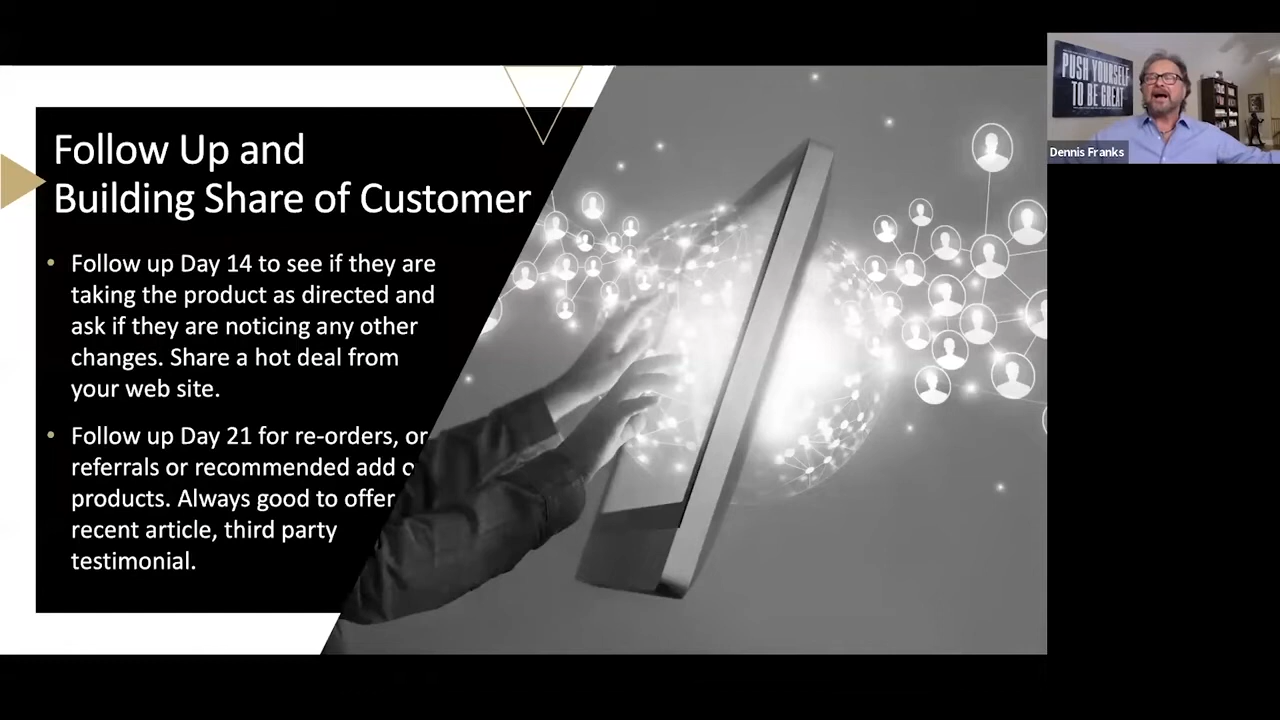 Follow Up and
Building Share of Customer
• Follow up Day 14 to see if they are
taking the product as directed and
ask if they are noticing any other
changes. Share a hot deal from
your web site.
• Follow up Day 21 for re-orders, or
referrals or recommended add o
products. Always good to offer
recent article, third party
testimonial.
PUSH YOURSELF
TO BE GREAT
Dennis Franks